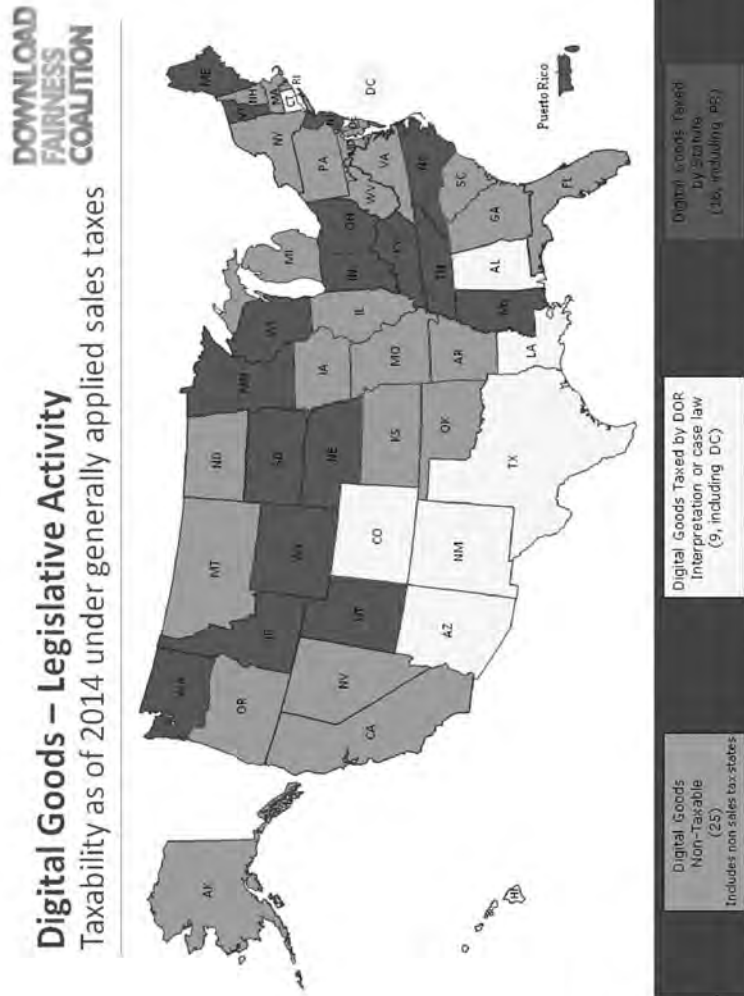 DOWNLOAD
FAIRNESS
COALITION
Digital Goods – Legislative Activity
Taxability as of 2014 under generally applied sales taxes
AK
HI
WA
OR
CA
NV
ID
MT
WY
UT
AZ
CO
NM
ND
SD
NE
KS
OK
TX
MN
IA
MO
AR
LA
WI
IL
MI
IN
OH
KY
TN
MS
AL
GA
FL
SC
NC
VA
WV
PA
NY
VT
NH
ME
MA
RI
CT
DC
Puerto Rico
Digital Goods
Non-Taxable
(25)
Includes non sales tax states
Digital Goods Taxed by DOR
Interpretation or case law
(9, including DC)
Digital Goods Taxed
by Statute
including PR)